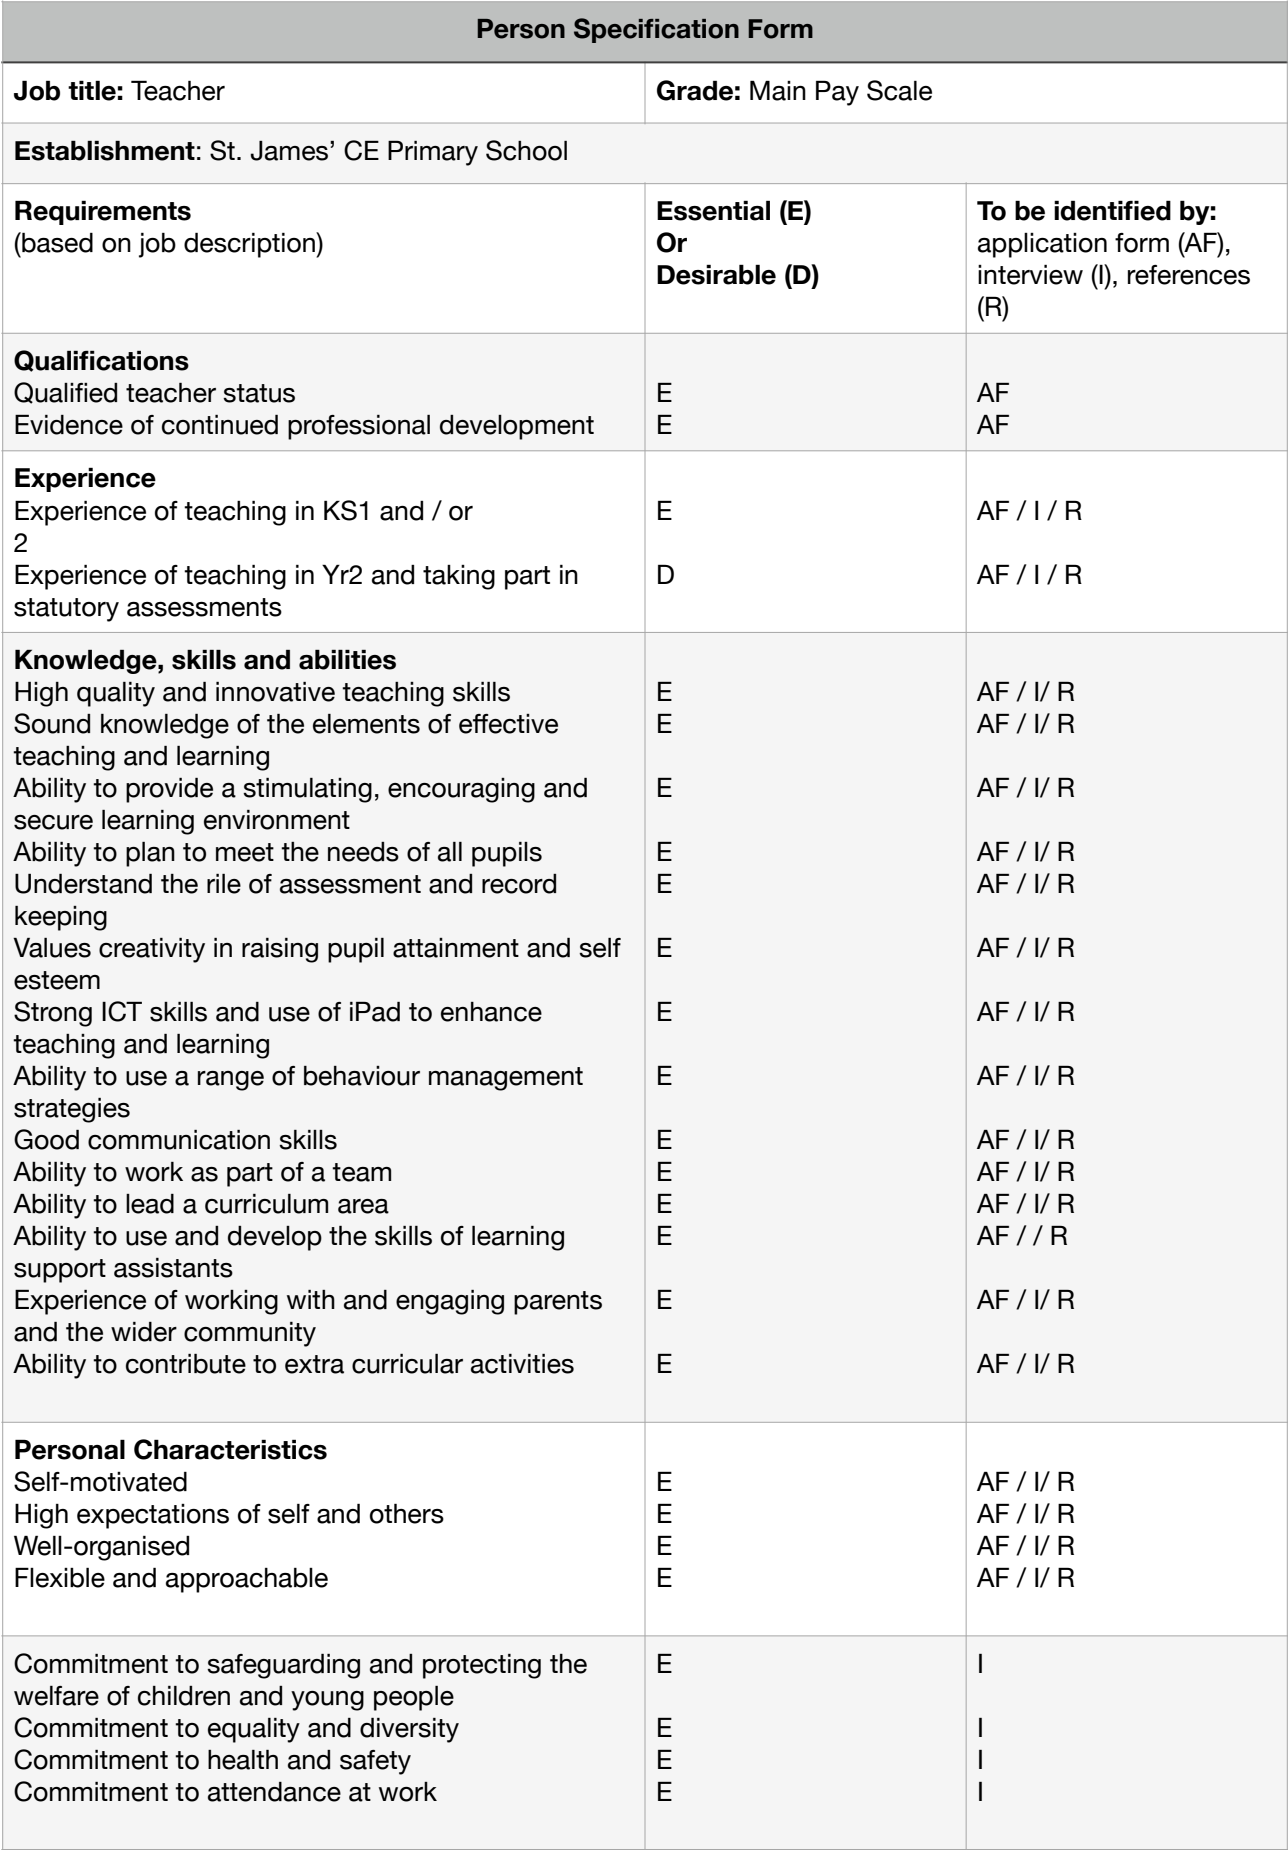 Person Specification Form
Job title: Teacher Grade: Main Pay Scale
Establishment: St. James’ CE Primary School
Requirements Essential (E) To be identified by:
(based on job description) Or application form (AF),
Desirable (D) interview (I), references
(R)
Qualifications
Qualified teacher status E AF
Evidence of continued professional development E AF
Experience
Experience of teaching in KS1 and / or E AF / I / R
2
Experience of teaching in Yr2 and taking part in D AF / I / R
statutory assessments
Knowledge, skills and abilities
High quality and innovative teaching skills E AF / I/ R
Sound knowledge of the elements of effective E AF / I/ R
teaching and learning
Ability to provide a stimulating, encouraging and E AF / I/ R
secure learning environment
Ability to plan to meet the needs of all pupils E AF / I/ R
Understand the rile of assessment and record E AF / I/ R
keeping
Values creativity in raising pupil attainment and self E AF / I/ R
esteem
Strong ICT skills and use of iPad to enhance E AF / I/ R
teaching and learning
Ability to use a range of behaviour management E AF / I/ R
strategies
Good communication skills E AF / I/ R
Ability to work as part of a team E AF / I/ R
Ability to lead a curriculum area E AF / I/ R
Ability to use and develop the skills of learning E AF / / R
support assistants
Experience of working with and engaging parents E AF / I/ R
and the wider community
Ability to contribute to extra curricular activities E AF / I/ R
Personal Characteristics
Self-motivated E AF / I/ R
High expectations of self and others E AF / I/ R
Well-organised E AF / I/ R
Flexible and approachable E AF / I/ R
Commitment to safeguarding and protecting the E I
welfare of children and young people
Commitment to equality and diversity E I
Commitment to health and safety E I
Commitment to attendance at work E I